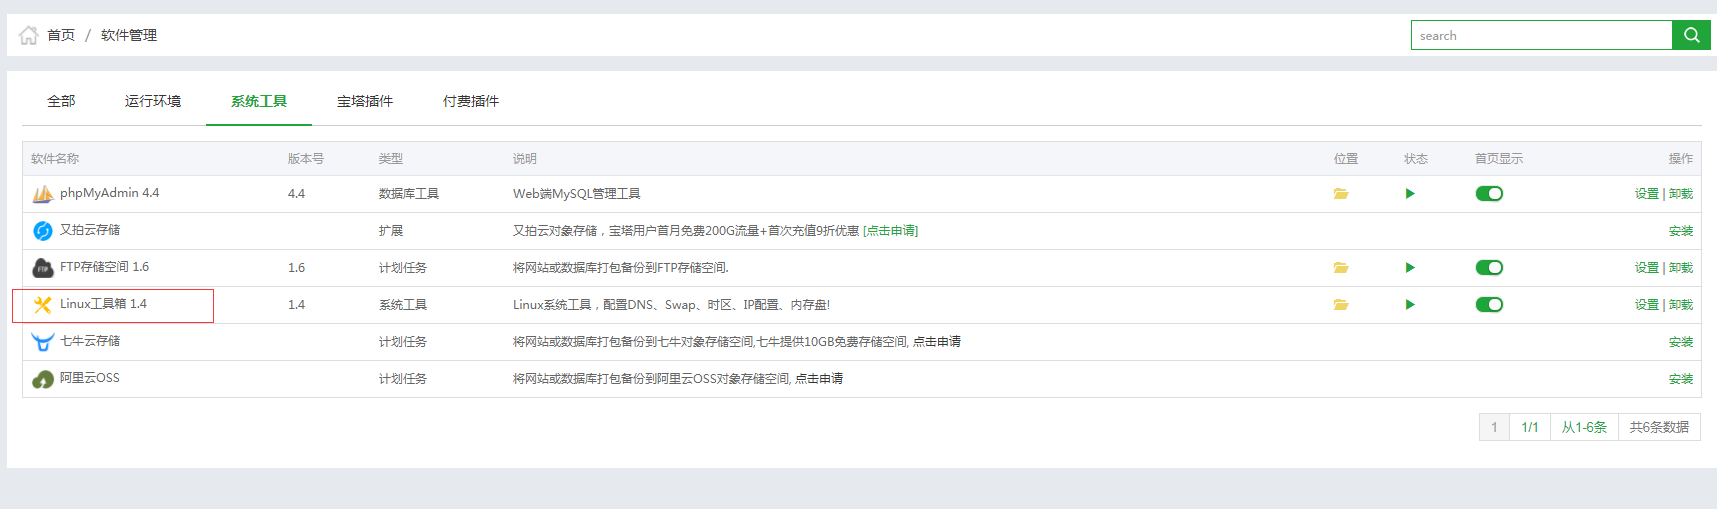 首页 / 软件管理
search
全部 运行环境 系统工具 宝塔插件 付费插件
软件名称 版本号 类型 说明 位置 状态 首页显示 操作
phpMyAdmin 4.4 4.4 数据库工具 Web端MySQL管理工具 设置 | 卸载
又拍云存储 扩展 又拍云对象存储，宝塔用户首月免费200G流量+首次充值9折优惠 [点击申请] 安装
FTP存储空间 1.6 1.6 计划任务 将网站或数据库打包备份到FTP存储空间. 设置 | 卸载
Linux工具箱 1.4 1.4 系统工具 Linux系统工具，配置DNS、Swap、时区、IP配置、内存盘! 设置 | 卸载
七牛云存储 计划任务 将网站或数据库打包备份到七牛对象存储空间,七牛提供10GB免费存储空间, 点击申请 安装
阿里云OSS 计划任务 将网站或数据库打包备份到阿里云OSS对象存储空间, 点击申请 安装
1 1/1 从1-6条 共6条数据